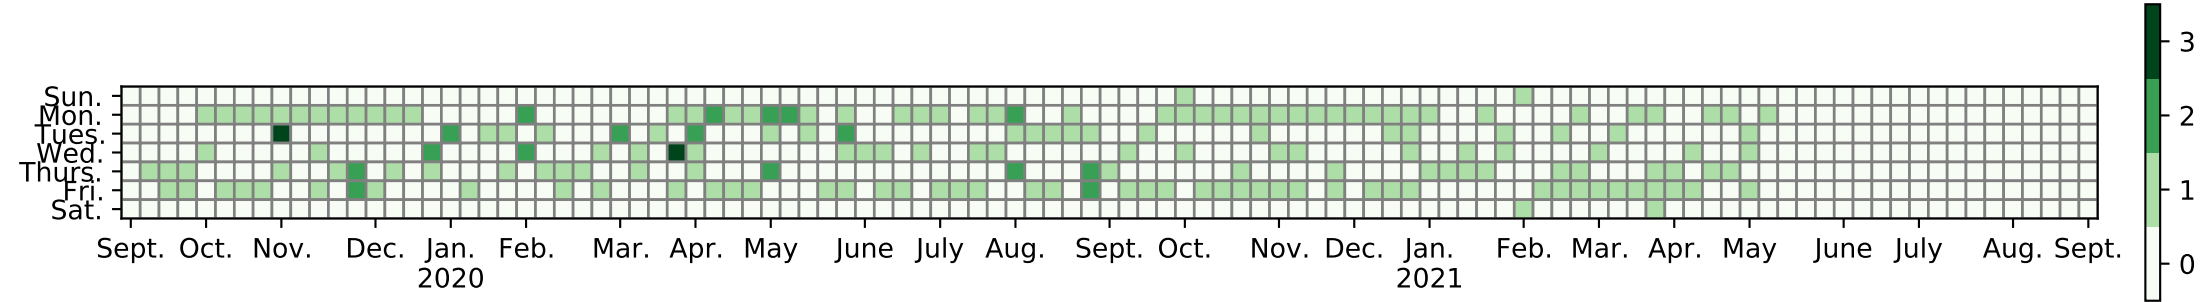 3
2
1
0
Sun.
Mon.
Tues.
Wed.
Thurs.
Fri.
Sat.
Sept. Oct. Nov. Dec. Jan. Feb. Mar. Apr. May June July Aug. Sept. Oct. Nov. Dec. Jan. Feb. Mar. Apr. May June July Aug. Sept.
2020 2021